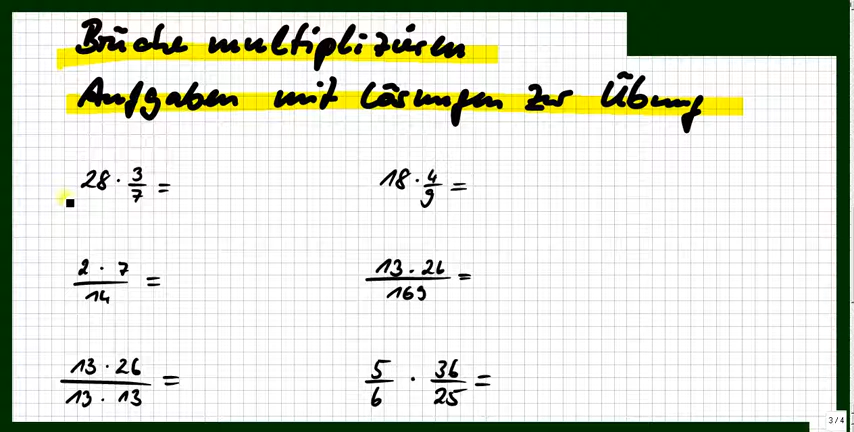 Brüche multiplizieren
Aufgaben mit Lösungen zur Übung
28 · 3/7 =
18 · 4/9 =
2 · 7 / 14 =
13 · 26 / 169 =
13 · 26 / 13 · 13 =
5/6 · 36/25 =
3 / 4